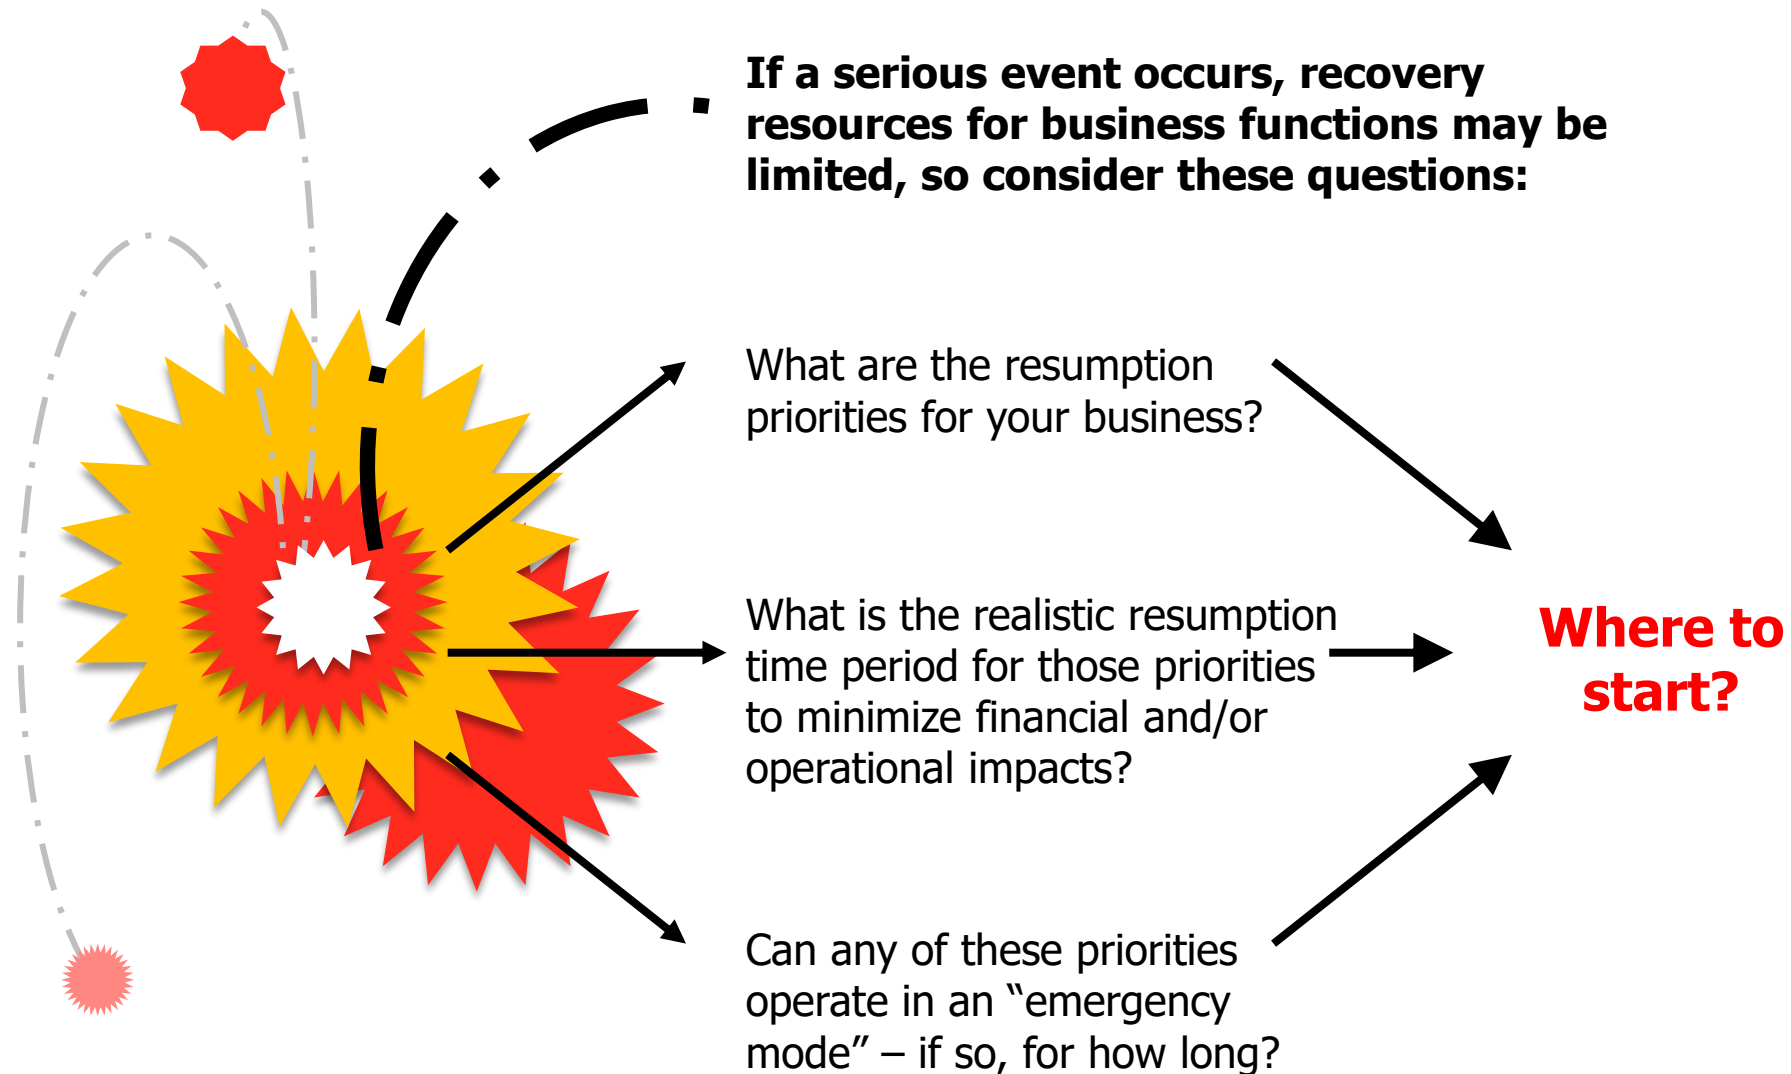 If a serious event occurs, recovery
resources for business functions may be
limited, so consider these questions:
What are the resumption
priorities for your business?
What is the realistic resumption
time period for those priorities
to minimize financial and/or
operational impacts?
Can any of these priorities
operate in an “emergency
mode” – if so, for how long?
Where to
start?